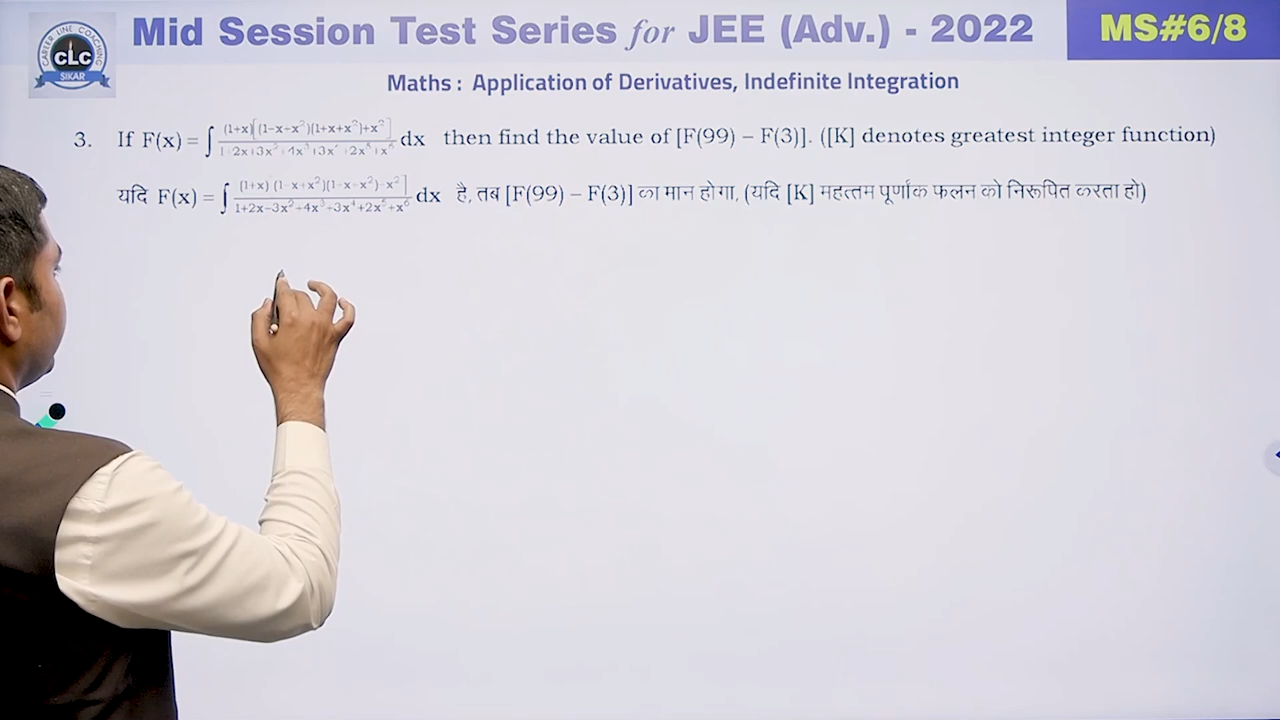 CAREER LINE COACHING
CLC
SIKAR
Mid Session Test Series for JEE (Adv.) - 2022
MS#6/8
Maths : Application of Derivatives, Indefinite Integration
3. If F(x) = ∫ (1+x)[(1-x+x²)(1+x+x²)+x²] / 1+2x+3x²+4x³+3x⁴+2x⁵+x⁶ dx then find the value of [F(99) – F(3)]. ([K] denotes greatest integer function)
यदि F(x) = ∫ (1+x)[(1-x+x²)(1+x+x²)+x²] / 1+2x+3x²+4x³+3x⁴+2x⁵+x⁶ dx है, तब [F(99) – F(3)] का मान होगा, (यदि [K] महत्तम पूर्णांक फलन को निरूपित करता हो)